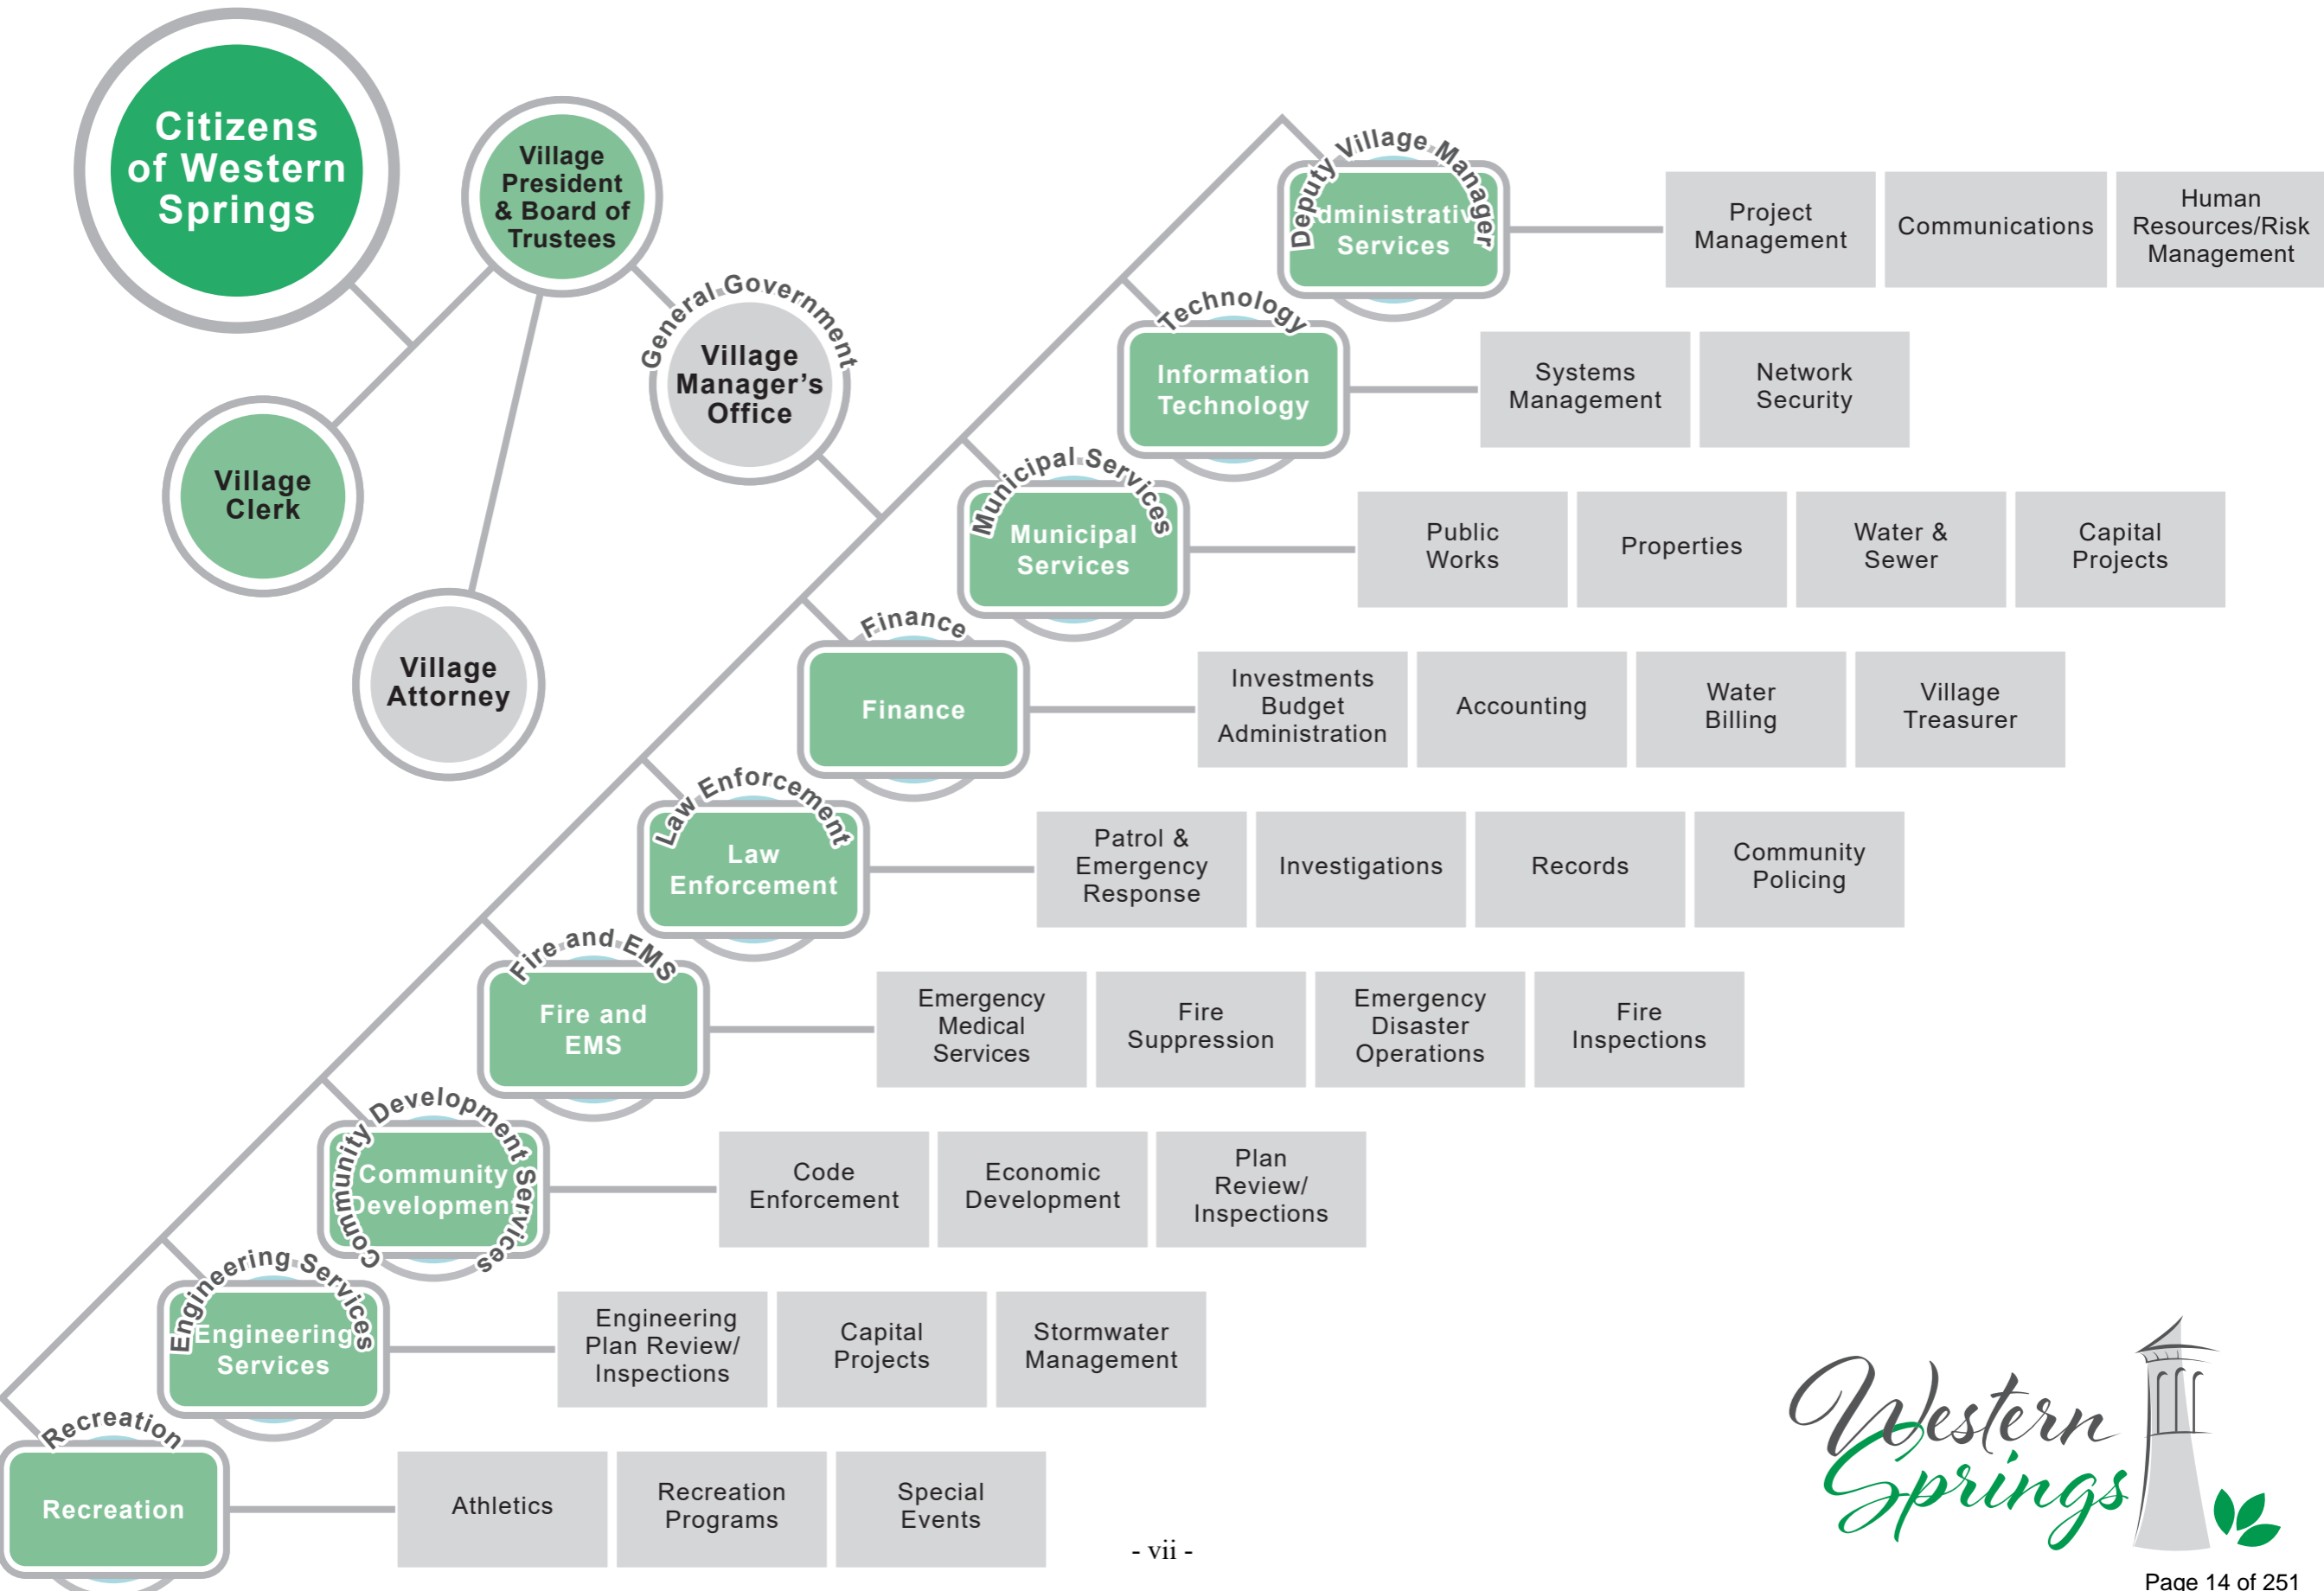 Citizens
of Western
Springs
Village
President
& Board of
Trustees
General Government
Village
Manager’s
Office
Village
Clerk
Village
Attorney
Deputy Village Manager
dministrativ
Services
Project
Management
Communications
Human
Resources/Risk
Management
Technology
Information
Technology
Systems
Management
Network
Security
Municipal Services
Municipal
Services
Public
Works
Properties
Water &
Sewer
Capital
Projects
Finance
Finance
Investments
Budget
Administration
Accounting
Water
Billing
Village
Treasurer
Law Enforcement
Law
Enforcement
Patrol &
Emergency
Response
Investigations
Records
Community
Policing
Fire and EMS
Fire and
EMS
Emergency
Medical
Services
Fire
Suppression
Emergency
Disaster
Operations
Fire
Inspections
Community Development Services
Community
Development
Code
Enforcement
Economic
Development
Plan
Review/
Inspections
Engineering Services
Engineering
Services
Engineering
Plan Review/
Inspections
Capital
Projects
Stormwater
Management
Recreation
Recreation
Athletics
Recreation
Programs
Special
Events
Western
Springs
- vii -
Page 14 of 251